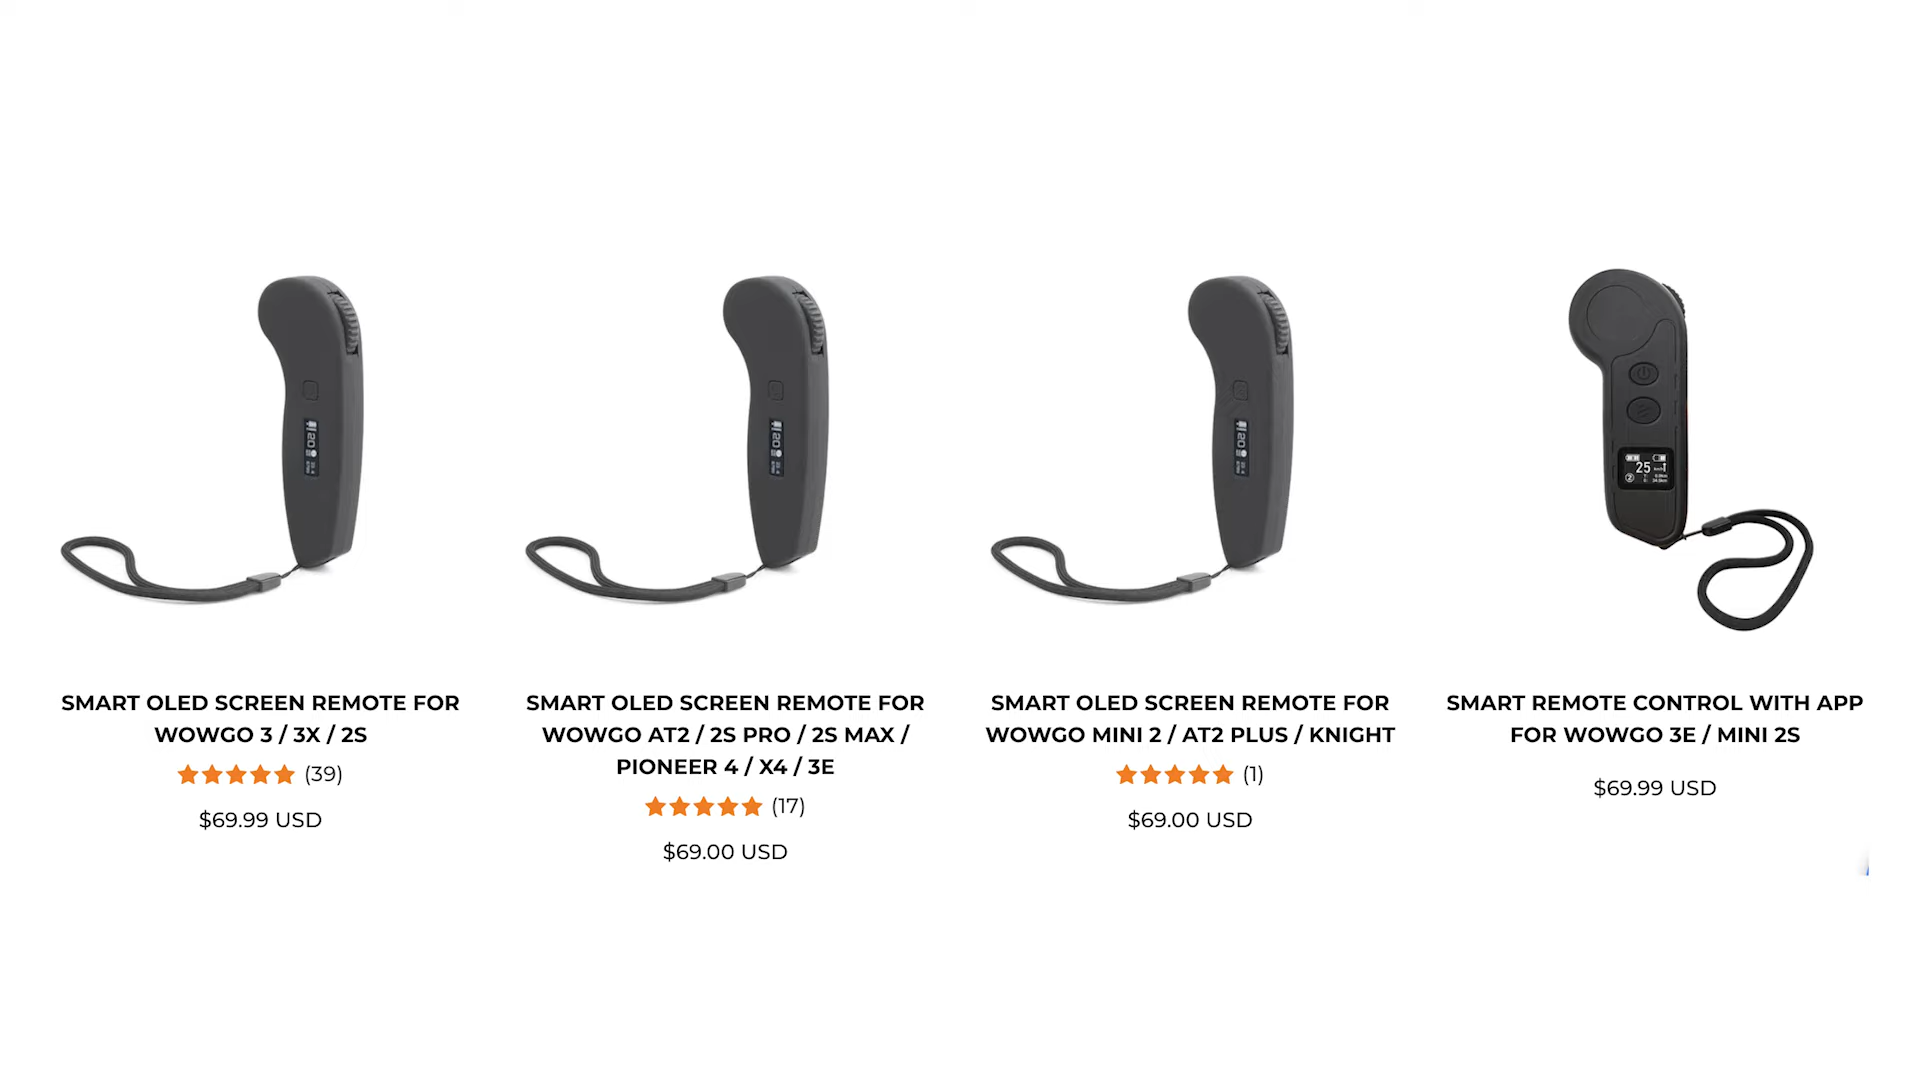 SMART OLED SCREEN REMOTE FOR
WOWGO 3 / 3X / 2S
(39)
$69.99 USD
SMART OLED SCREEN REMOTE FOR
WOWGO AT2 / 2S PRO / 2S MAX /
PIONEER 4 / X4 / 3E
(17)
$69.00 USD
SMART OLED SCREEN REMOTE FOR
WOWGO MINI 2 / AT2 PLUS / KNIGHT
(1)
$69.00 USD
25
SMART REMOTE CONTROL WITH APP
FOR WOWGO 3E / MINI 2S
$69.99 USD